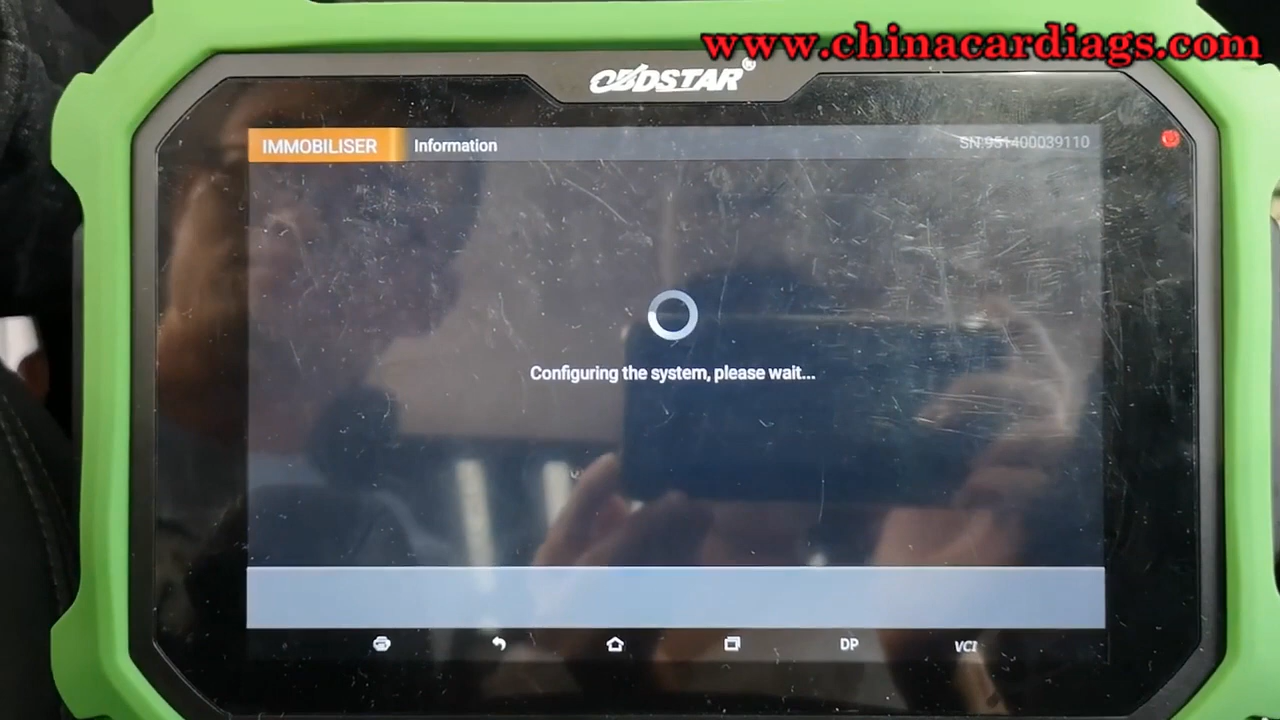 www.chinacardiags.com
OBDSTAR®
IMMOBILISER Information SN:951400039110
Configuring the system, please wait...
DP VCI